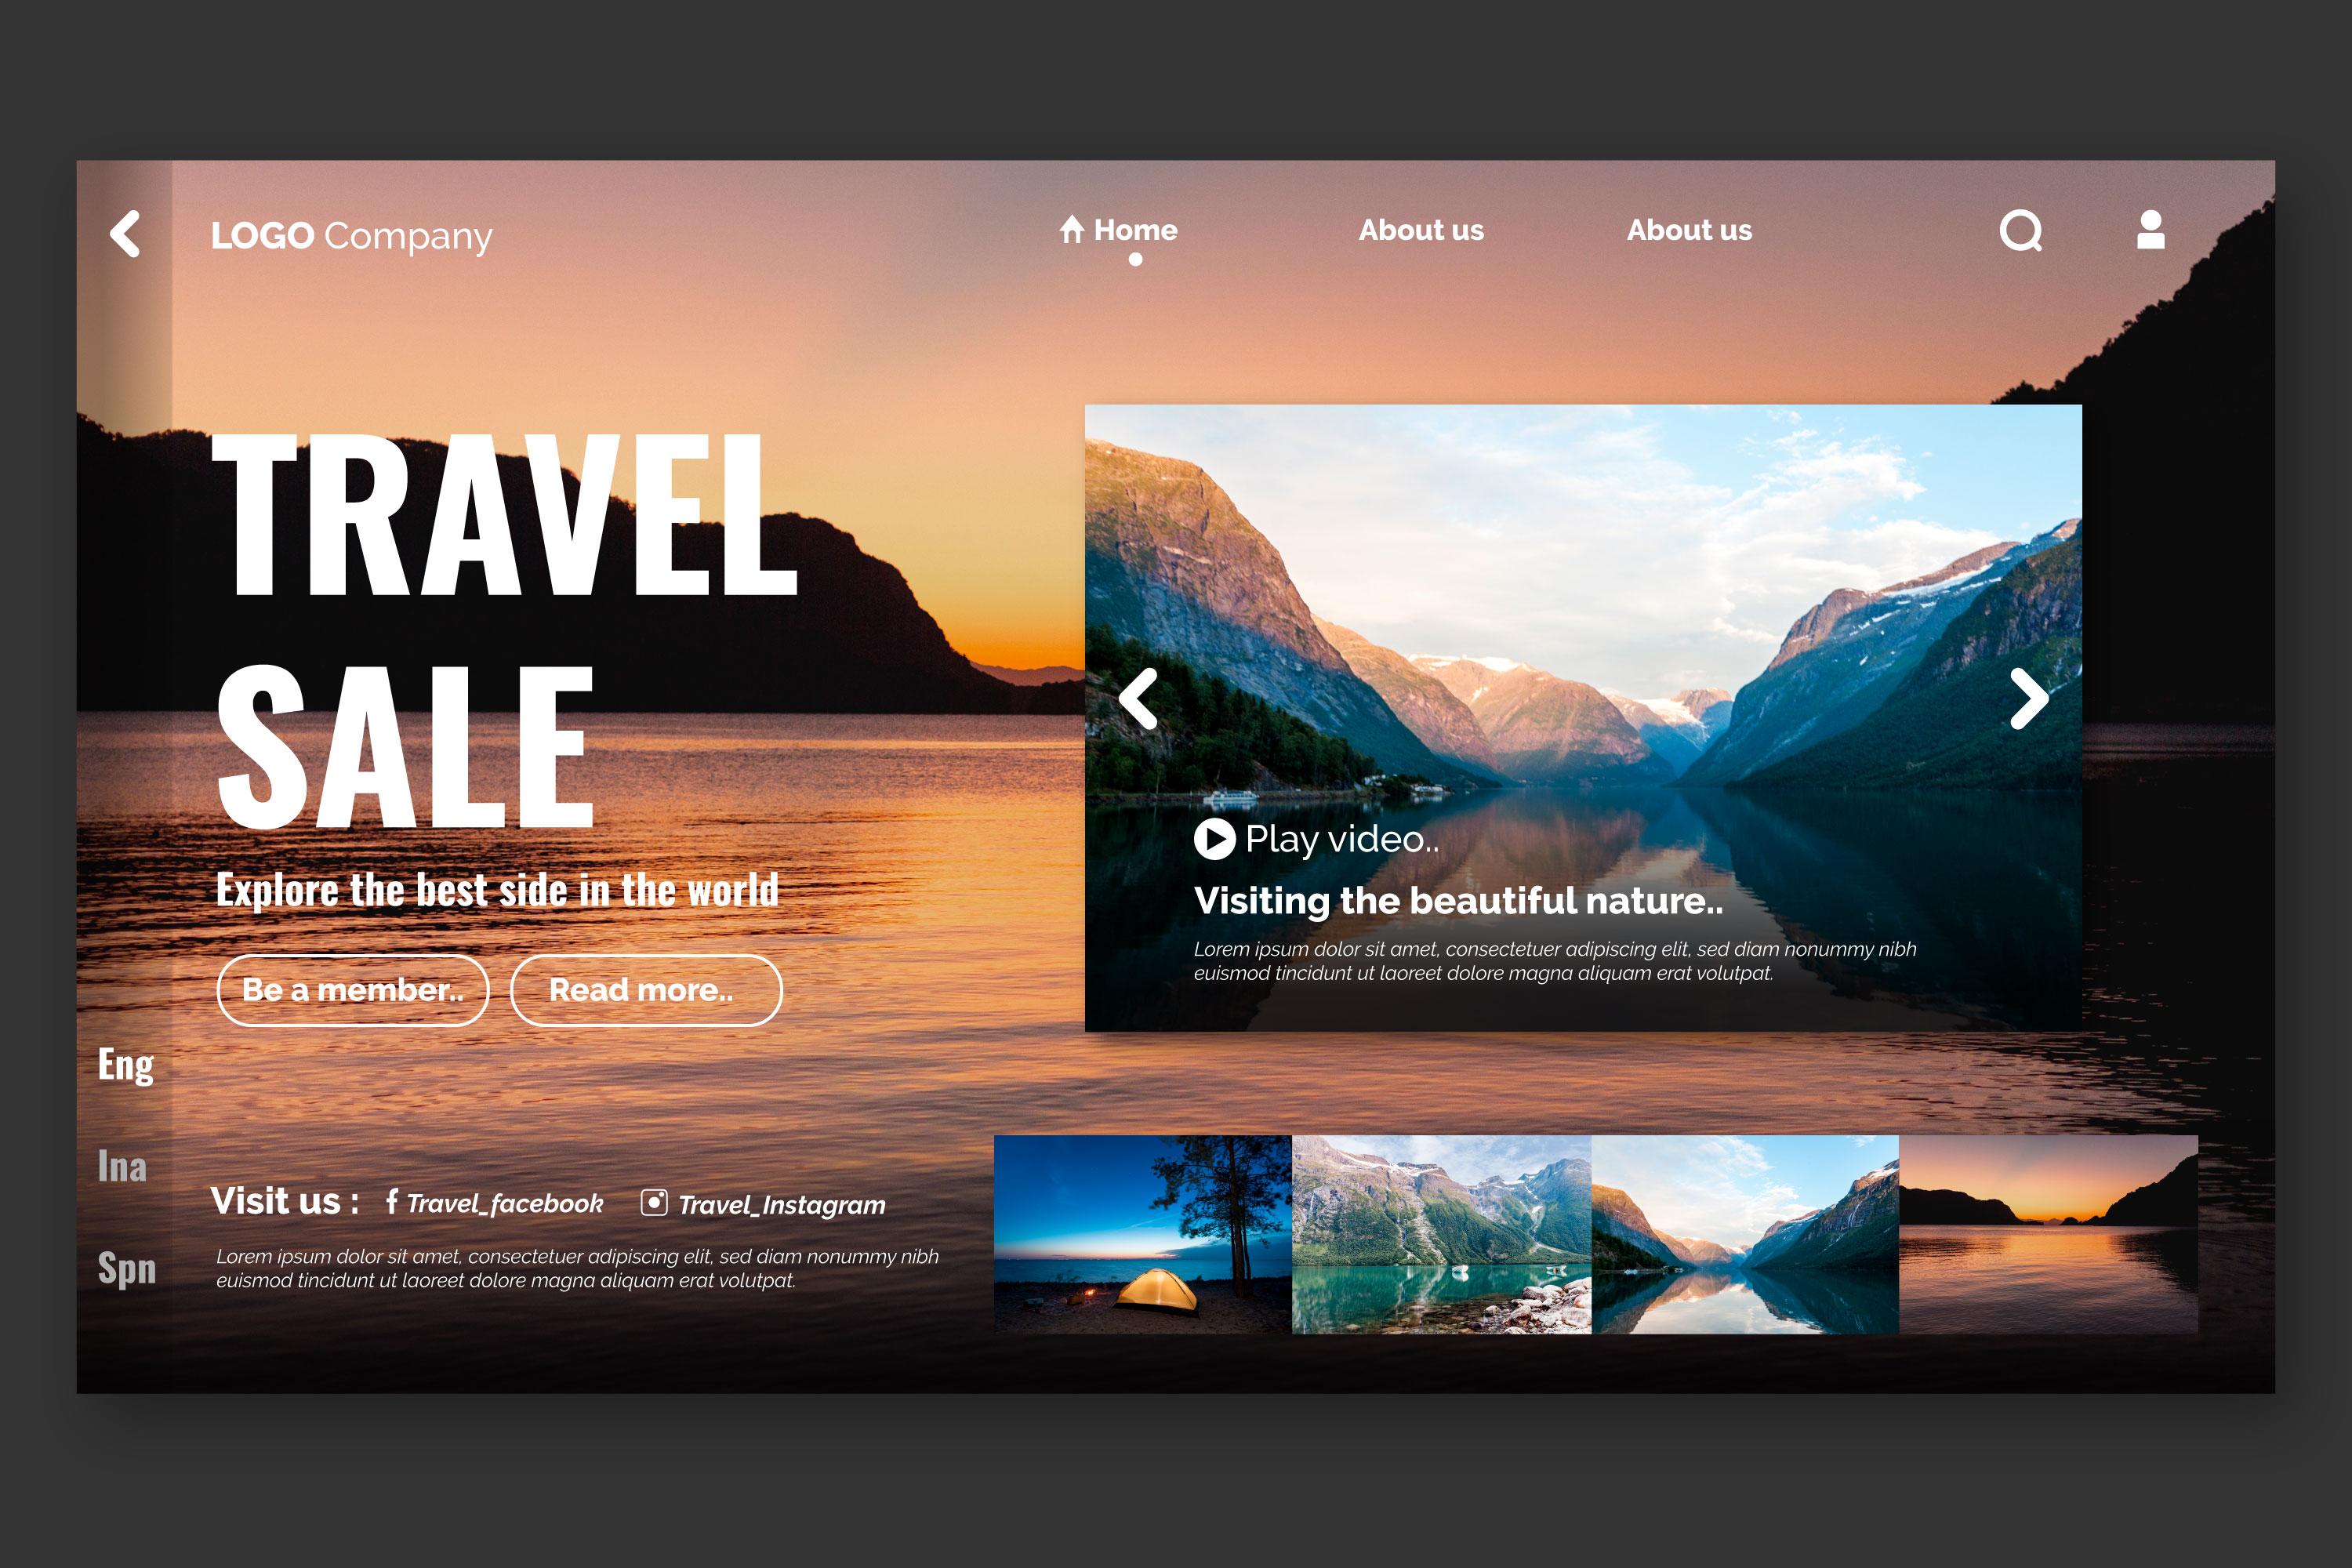 LOGO Company
Home
About us
About us
TRAVEL
SALE
Explore the best side in the world
Be a member..
Read more..
Play video..
Visiting the beautiful nature..
Lorem ipsum dolor sit amet, consectetuer adipiscing elit, sed diam nonummy nibh
euismod tincidunt ut laoreet dolore magna aliquam erat volutpat.
Eng
Ina
Spn
Visit us :
Travel_facebook
Travel_Instagram
Lorem ipsum dolor sit amet, consectetuer adipiscing elit, sed diam nonummy nibh
euismod tincidunt ut laoreet dolore magna aliquam erat volutpat.